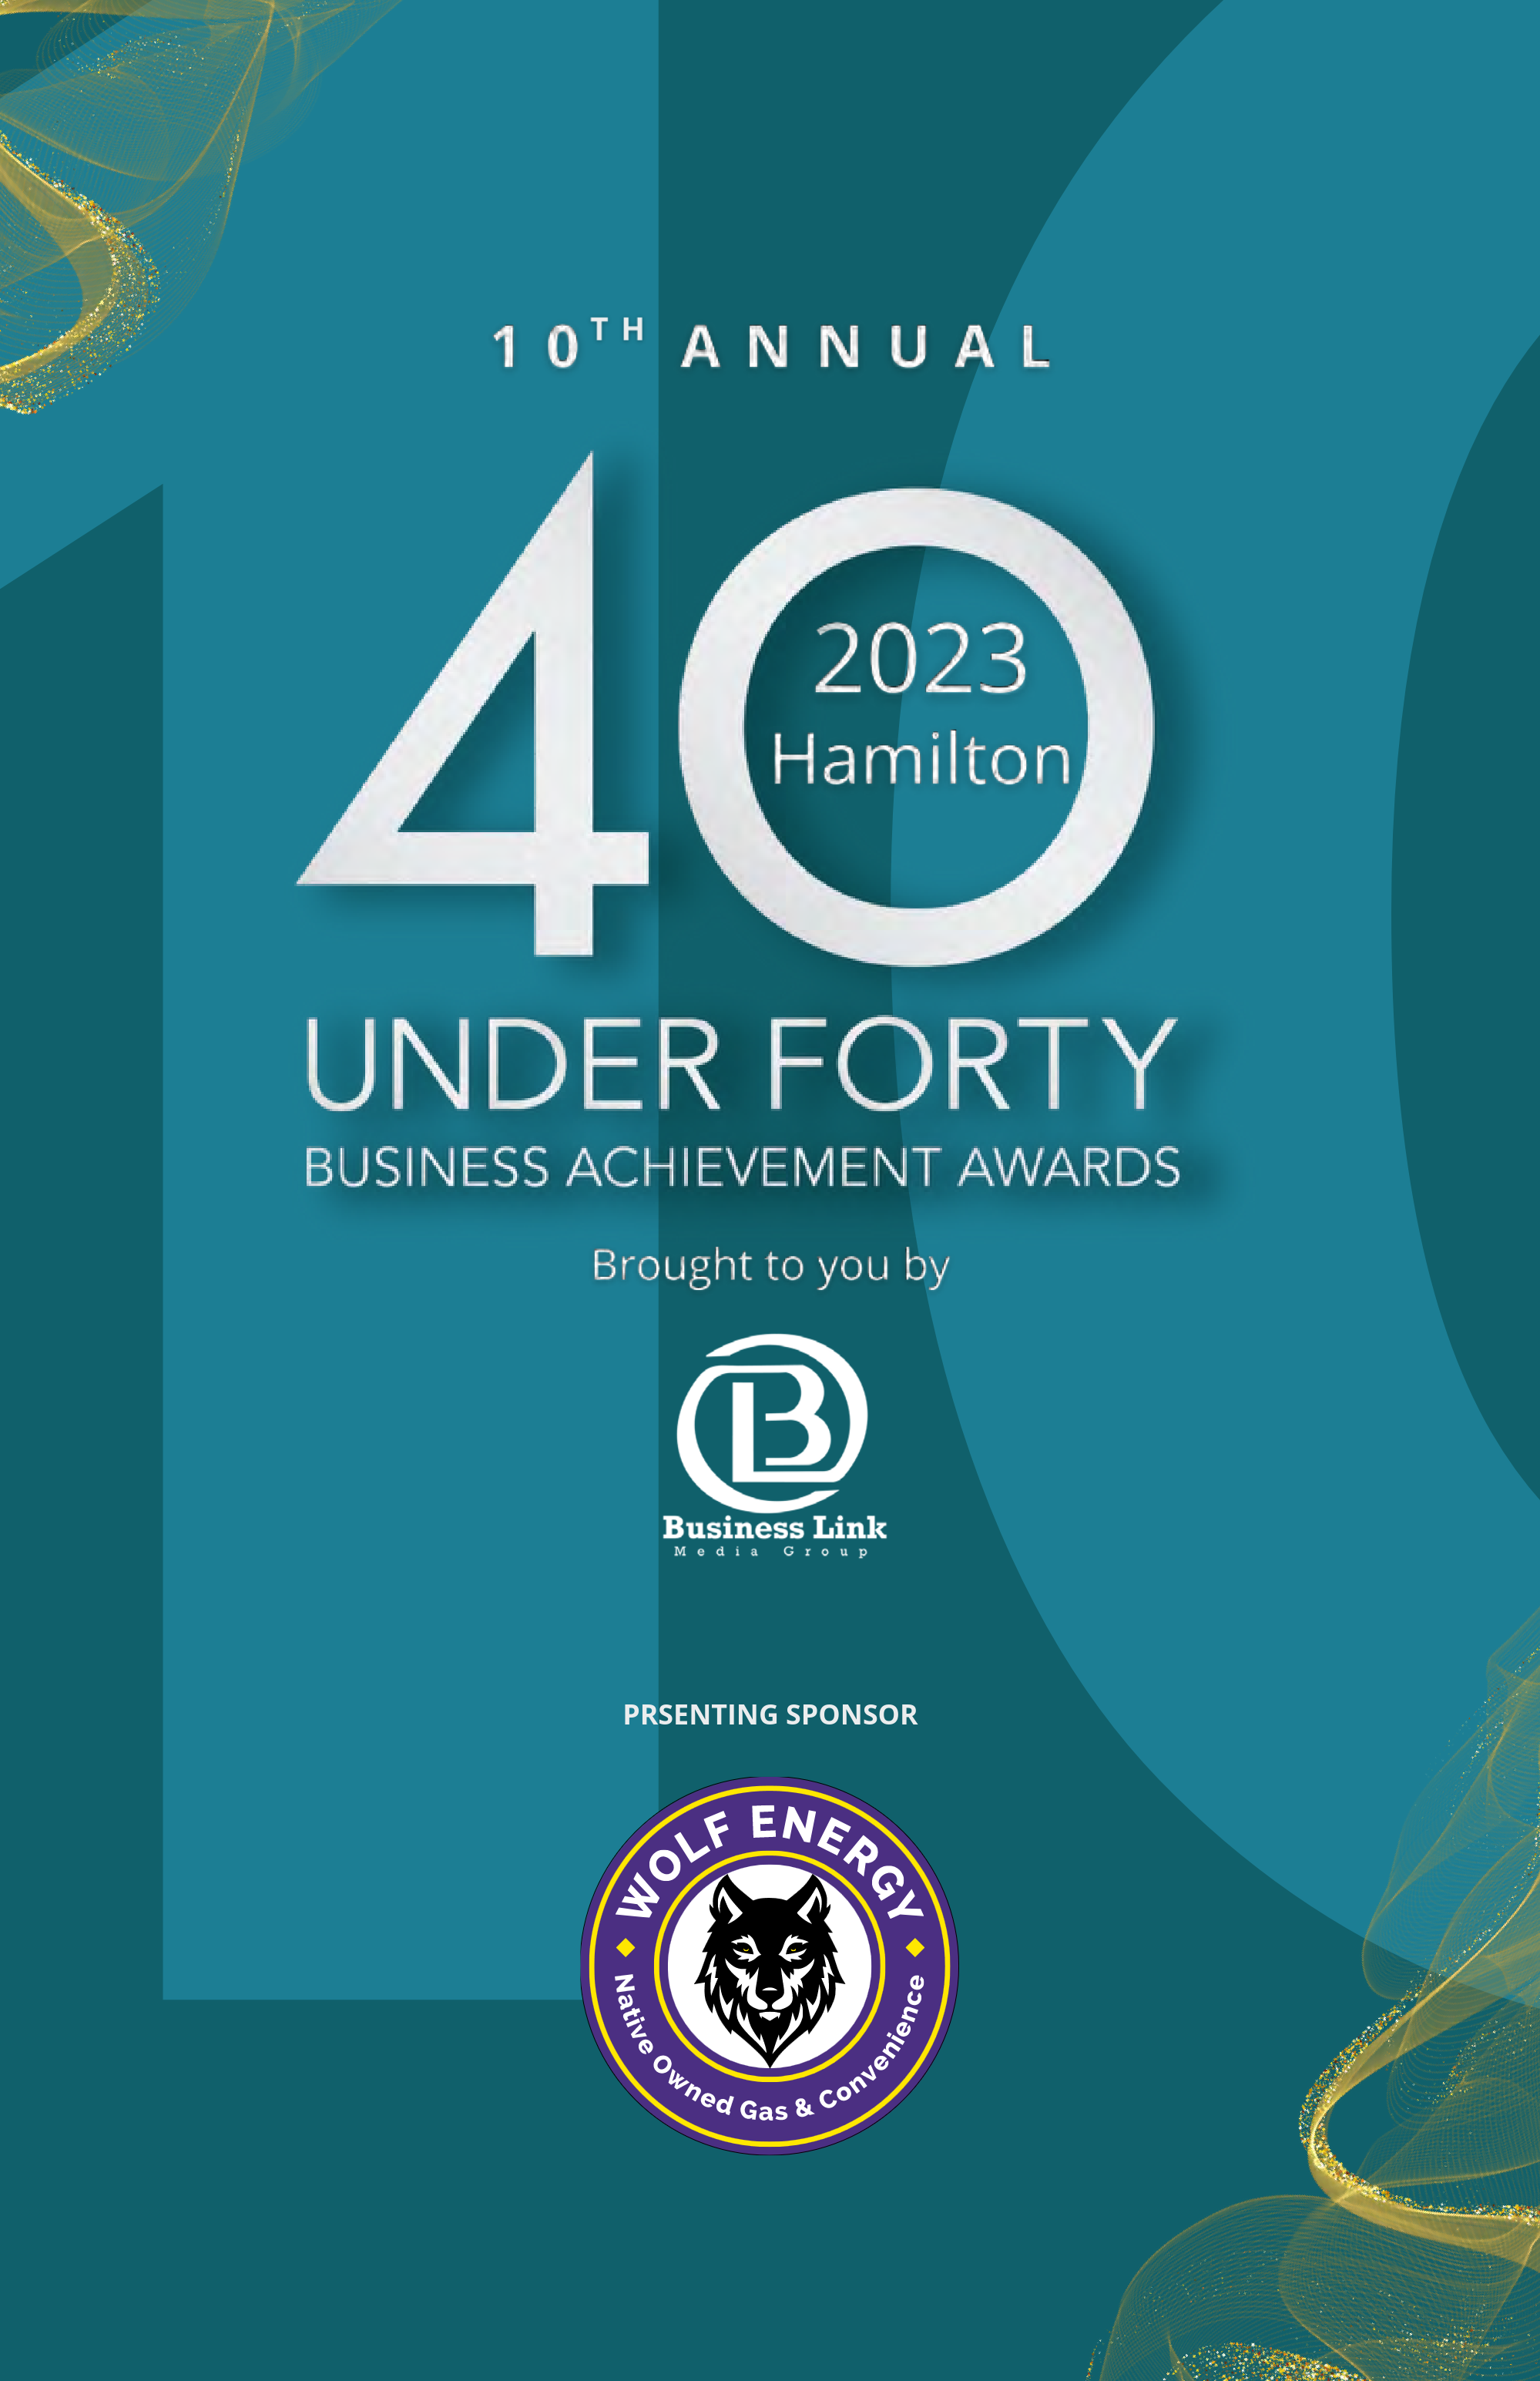 10TH ANNUAL
40
2023
Hamilton
UNDER FORTY
BUSINESS ACHIEVEMENT AWARDS
Brought to you by
B
Business Link
Media Group
PRSENTING SPONSOR
WOLF ENERGY
Native Owned Gas & Convenience